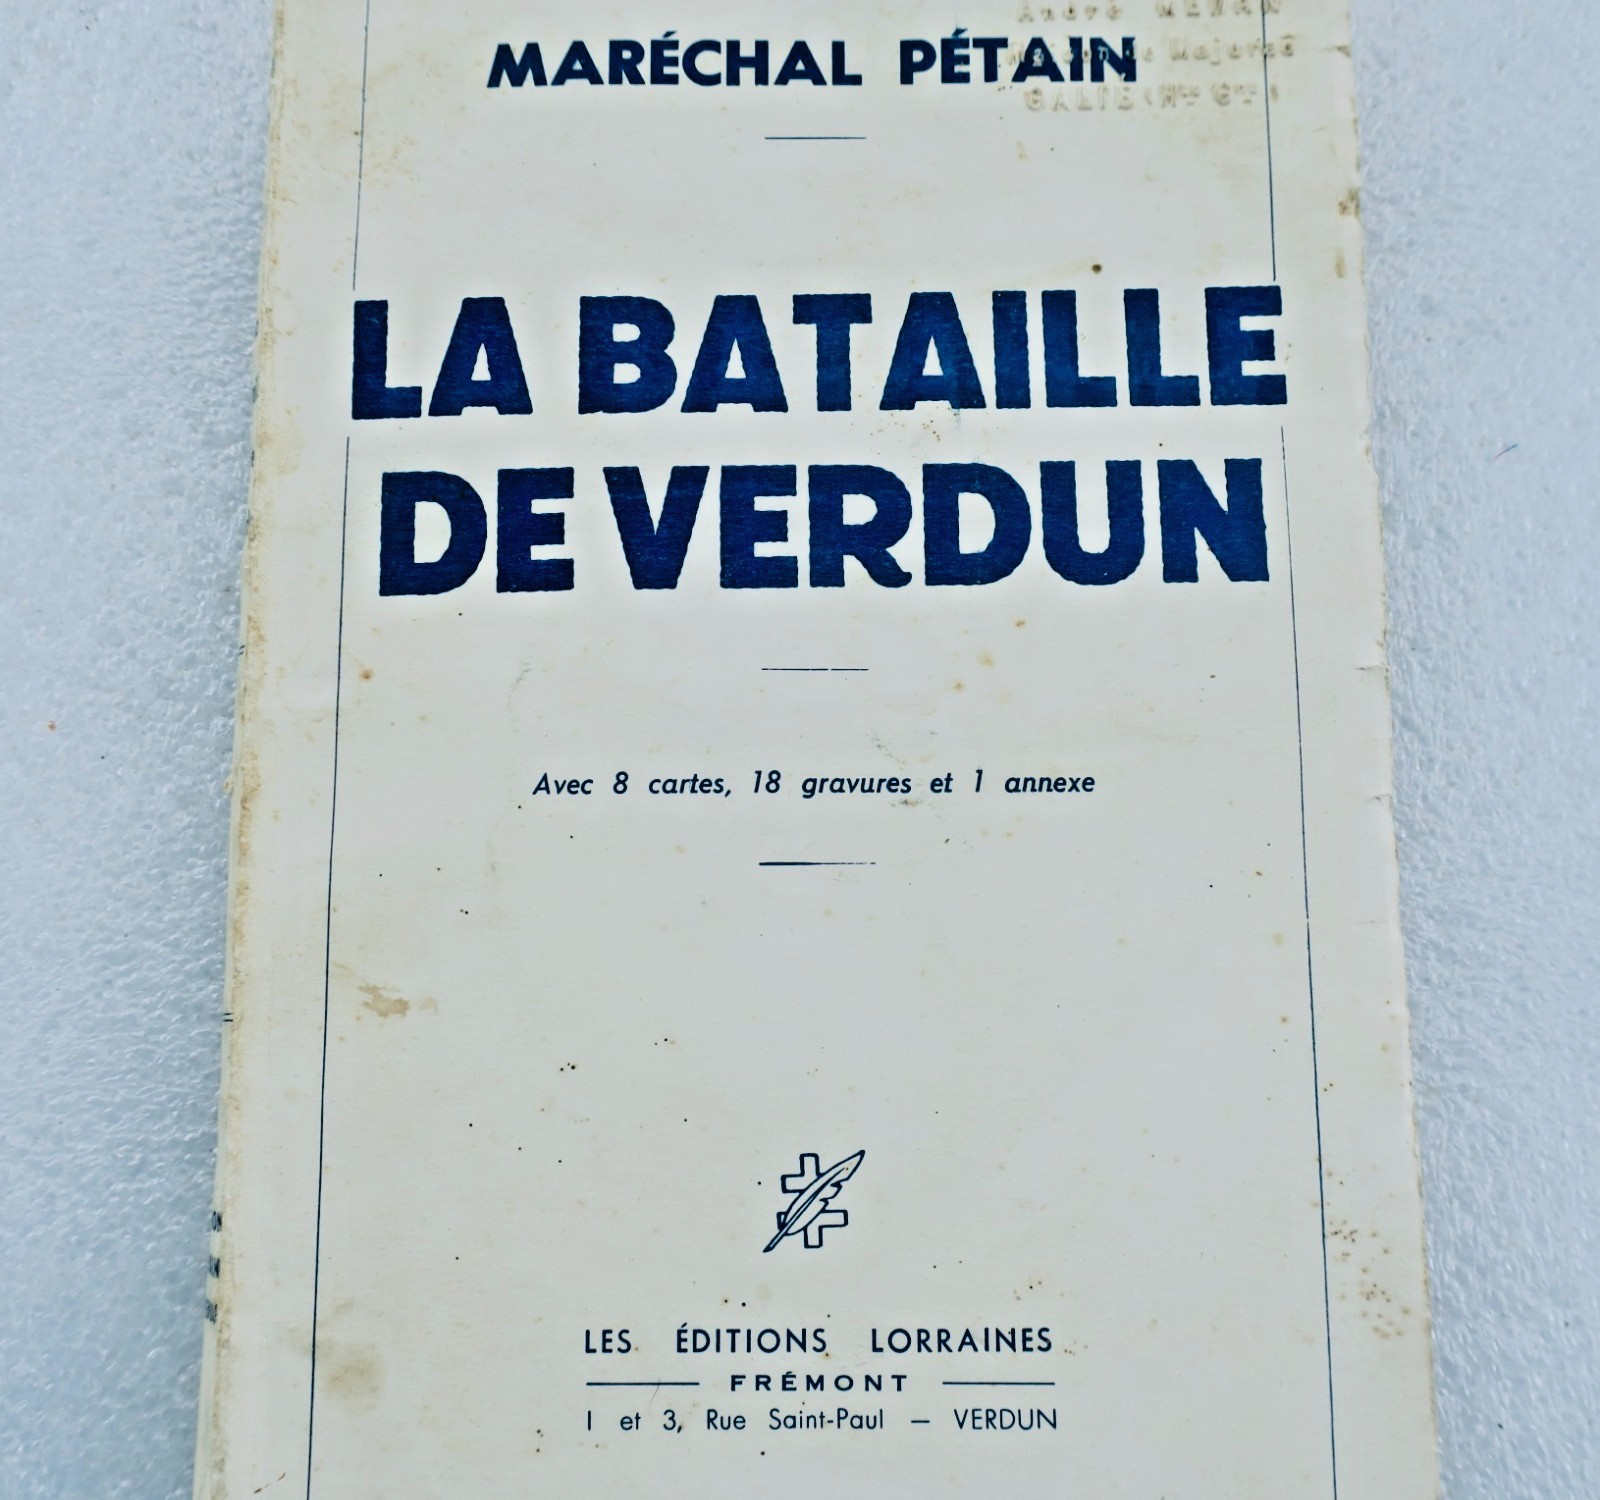 MARÉCHAL PÉTAIN
LA BATAILLE
DE VERDUN
Avec 8 cartes, 18 gravures et 1 annexe
LES ÉDITIONS LORRAINES
FRÉMONT
1 et 3, Rue Saint-Paul — VERDUN